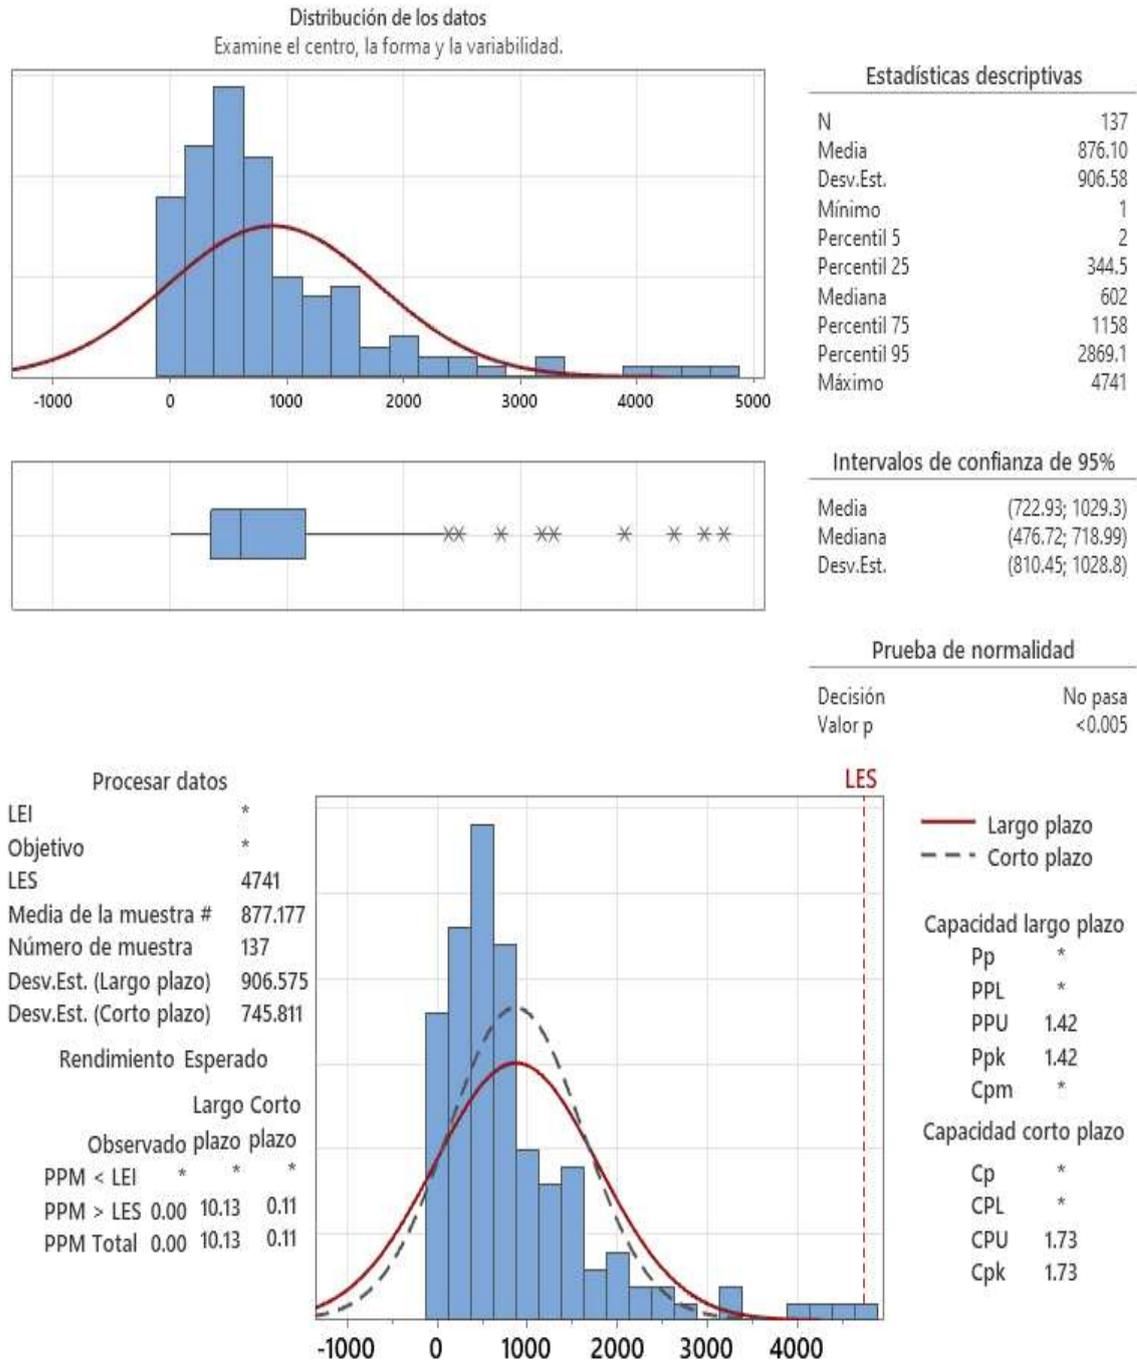 Distribución de los datos
Examine el centro, la forma y la variabilidad.
-1000 0 1000 2000 3000 4000 5000
Estadísticas descriptivas
N 137
Media 876.10
Desv.Est. 906.58
Mínimo 1
Percentil 5 2
Percentil 25 344.5
Mediana 602
Percentil 75 1158
Percentil 95 2869.1
Máximo 4741
Intervalos de confianza de 95%
Media (722.93; 1029.3)
Mediana (476.72; 718.99)
Desv.Est. (810.45; 1028.8)
Prueba de normalidad
Decisión No pasa
Valor p <0.005
Procesar datos
LEI *
Objetivo *
LES 4741
Media de la muestra # 877.177
Número de muestra 137
Desv.Est. (Largo plazo) 906.575
Desv.Est. (Corto plazo) 745.811
Rendimiento Esperado
Largo Corto
Observado plazo plazo
PPM < LEI * * *
PPM > LES 0.00 10.13 0.11
PPM Total 0.00 10.13 0.11
LES
-1000 0 1000 2000 3000 4000
Largo plazo
Corto plazo
Capacidad largo plazo
Pp *
PPL *
PPU 1.42
Ppk 1.42
Cpm *
Capacidad corto plazo
Cp *
CPL *
CPU 1.73
Cpk 1.73